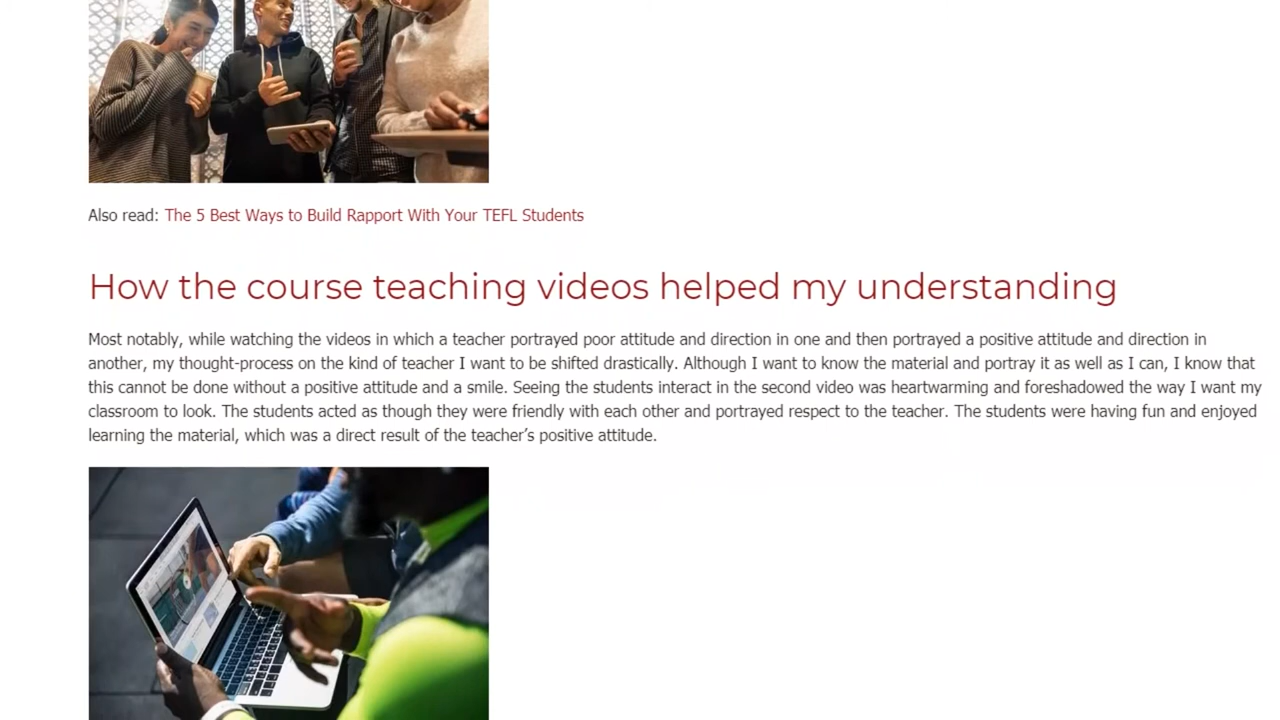 Also read: The 5 Best Ways to Build Rapport With Your TEFL Students
How the course teaching videos helped my understanding
Most notably, while watching the videos in which a teacher portrayed poor attitude and direction in one and then portrayed a positive attitude and direction in
another, my thought-process on the kind of teacher I want to be shifted drastically. Although I want to know the material and portray it as well as I can, I know that
this cannot be done without a positive attitude and a smile. Seeing the students interact in the second video was heartwarming and foreshadowed the way I want my
classroom to look. The students acted as though they were friendly with each other and portrayed respect to the teacher. The students were having fun and enjoyed
learning the material, which was a direct result of the teacher’s positive attitude.